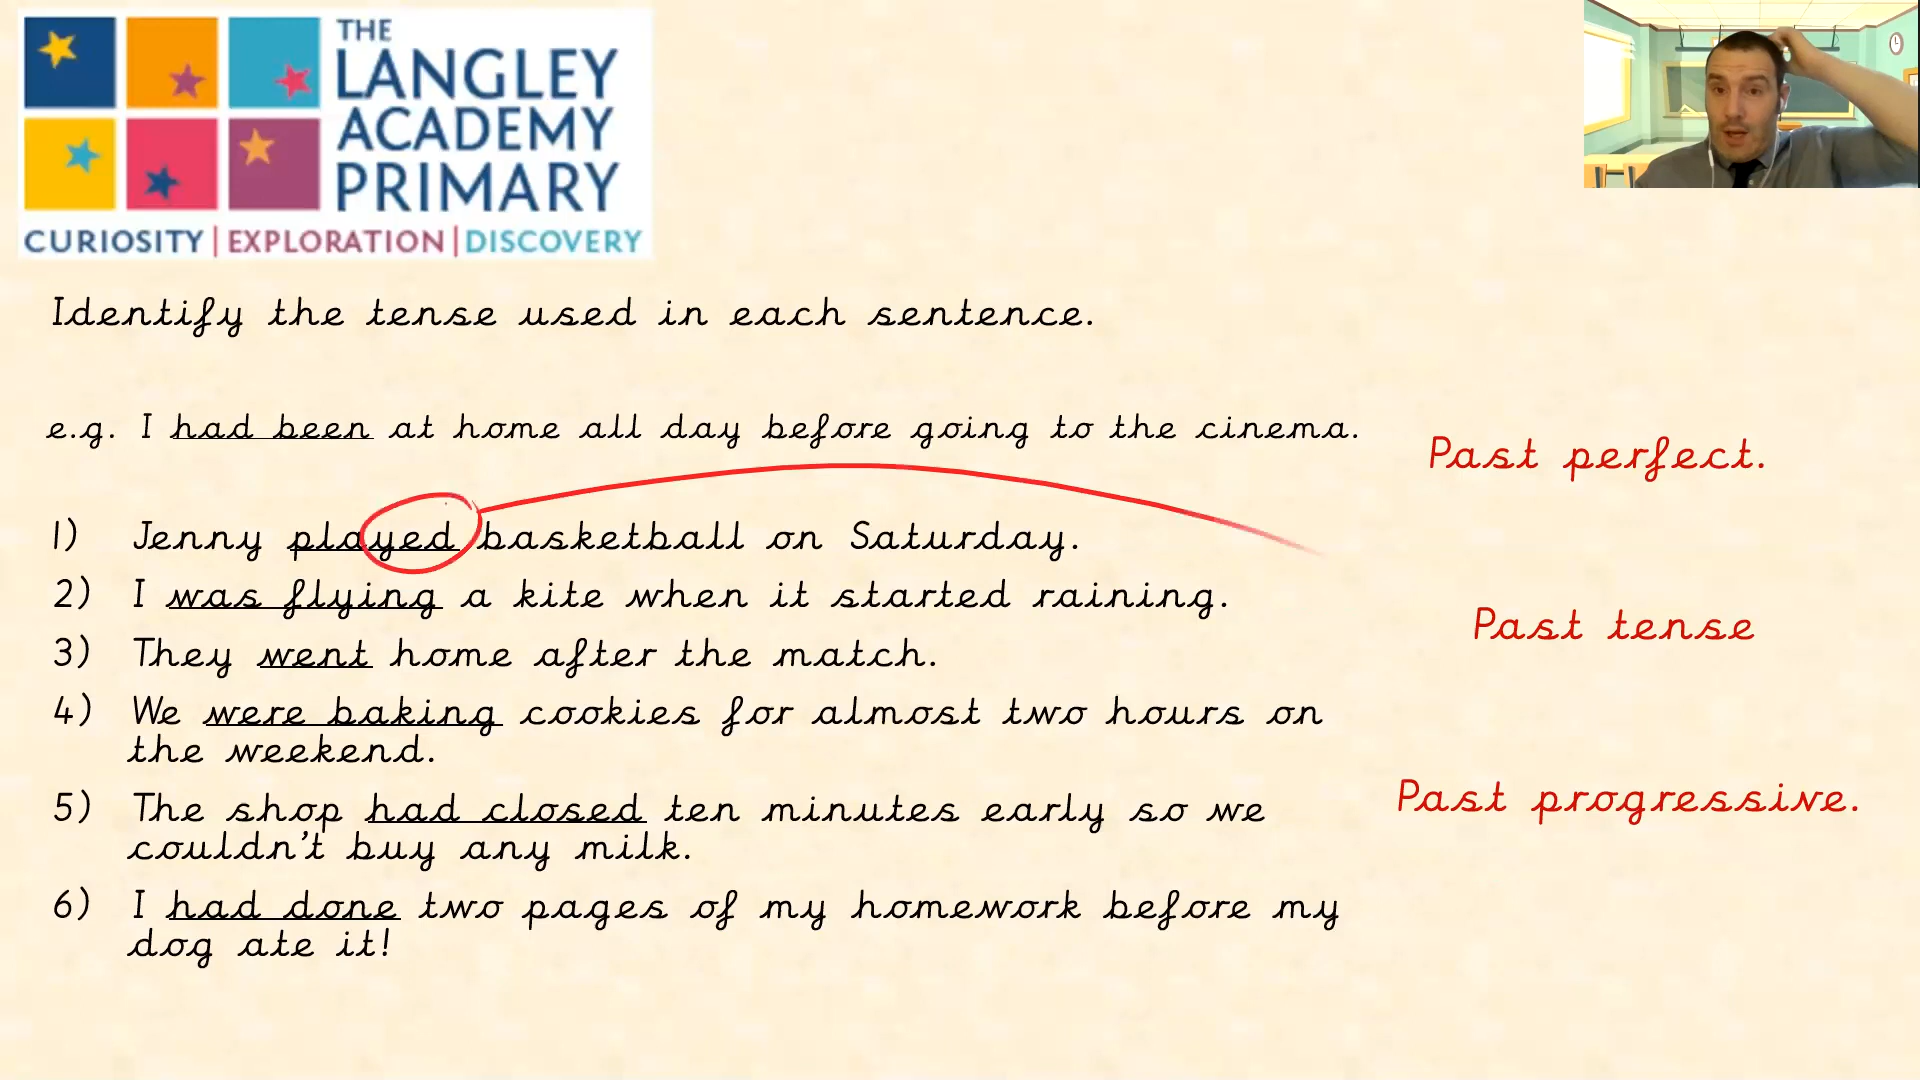 THE
LANGLEY
ACADEMY
PRIMARY
CURIOSITY | EXPLORATION | DISCOVERY
Identify the tense used in each sentence.
e.g. I had been at home all day before going to the cinema.
Past perfect.
1) Jenny played basketball on Saturday.
2) I was flying a kite when it started raining.
Past tense
3) They went home after the match.
4) We were baking cookies for almost two hours on
the weekend.
5) The shop had closed ten minutes early so we
couldn't buy any milk.
Past progressive.
6) I had done two pages of my homework before my
dog ate it!